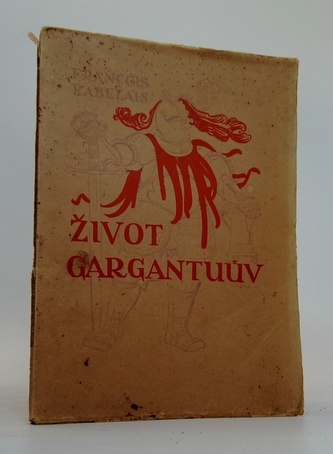 FRANÇOIS
RABELAIS
ŽIVOT
GARGANTUŮV